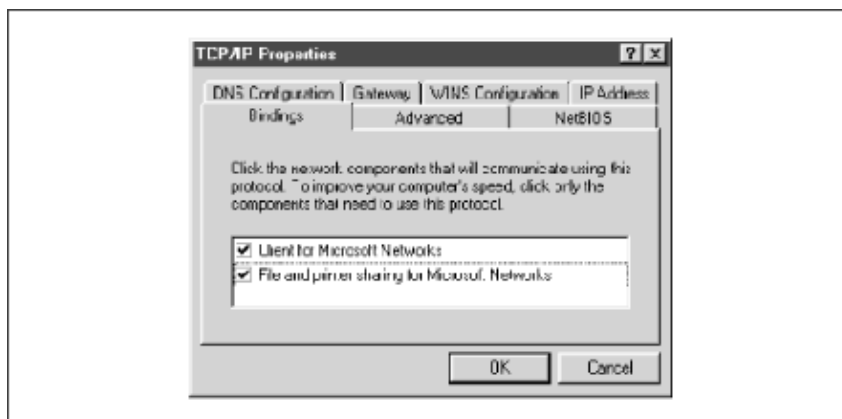 TCP/IP Properties
? X
DNS Configuration Gateway WINS Configuration IP Address
Bindings Advanced NetBIOS
Click the network components that will communicate using this
protocol. To improve your computer's speed, click only the
components that need to use this protocol.
Client for Microsoft Networks
File and printer sharing for Microsoft Networks
OK Cancel